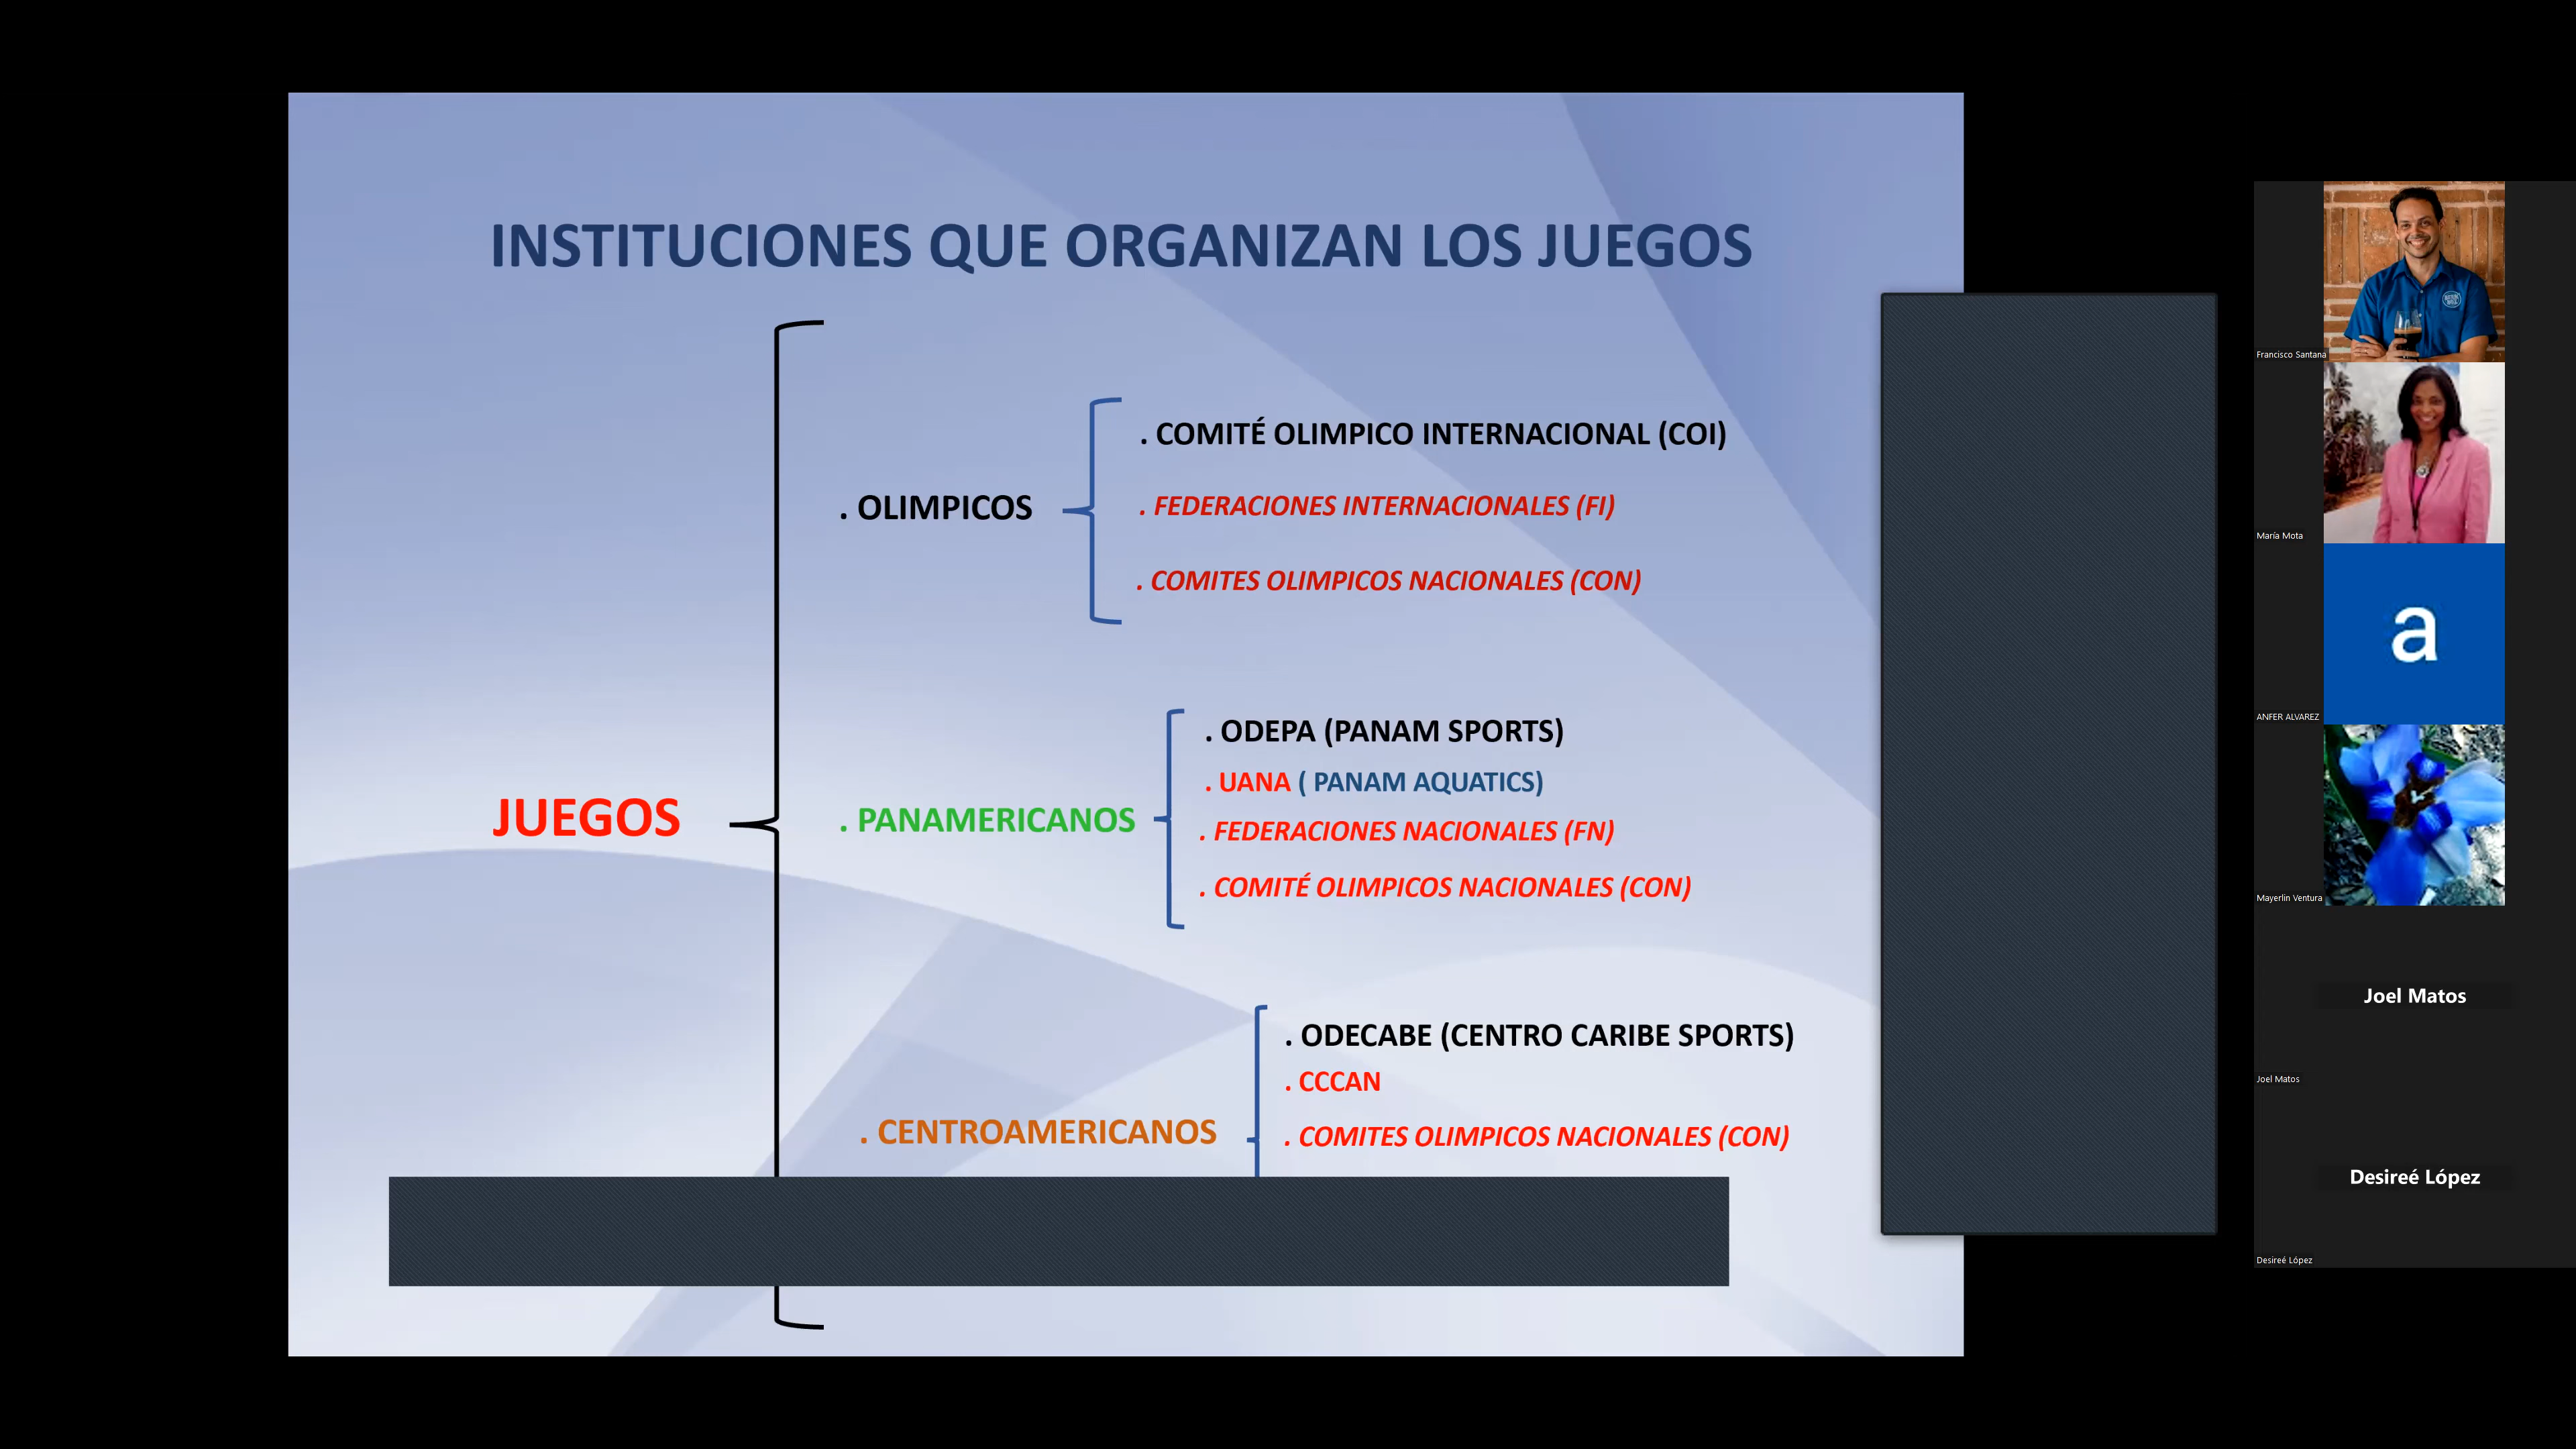 INSTITUCIONES QUE ORGANIZAN LOS JUEGOS
JUEGOS
. OLIMPICOS
. COMITÉ OLIMPICO INTERNACIONAL (COI)
. FEDERACIONES INTERNACIONALES (FI)
. COMITES OLIMPICOS NACIONALES (CON)
. PANAMERICANOS
. ODEPA (PANAM SPORTS)
. UANA ( PANAM AQUATICS)
. FEDERACIONES NACIONALES (FN)
. COMITÉ OLIMPICOS NACIONALES (CON)
. CENTROAMERICANOS
. ODECABE (CENTRO CARIBE SPORTS)
. CCCAN
. COMITES OLIMPICOS NACIONALES (CON)
Francisco Santana
María Mota
a
ANFER ALVAREZ
Mayerlin Ventura
Joel Matos
Joel Matos
Desireé López
Desireé López